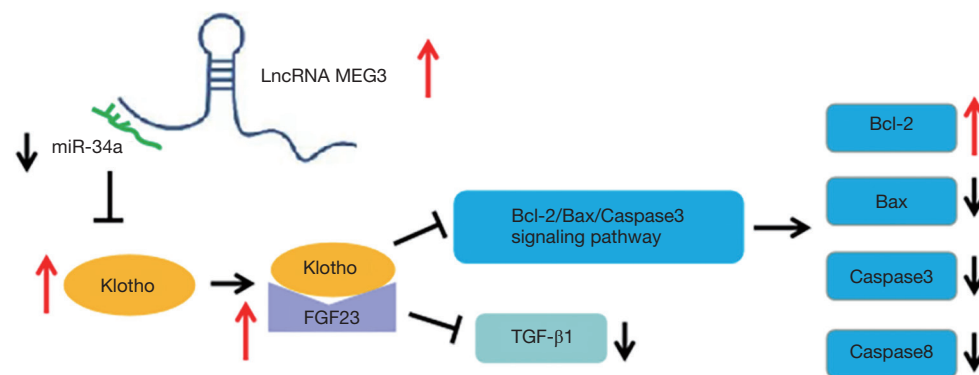 LncRNA MEG3
miR-34a
Klotho
Klotho
FGF23
Bcl-2/Bax/Caspase3
signaling pathway
TGF-β1
Bcl-2
Bax
Caspase3
Caspase8